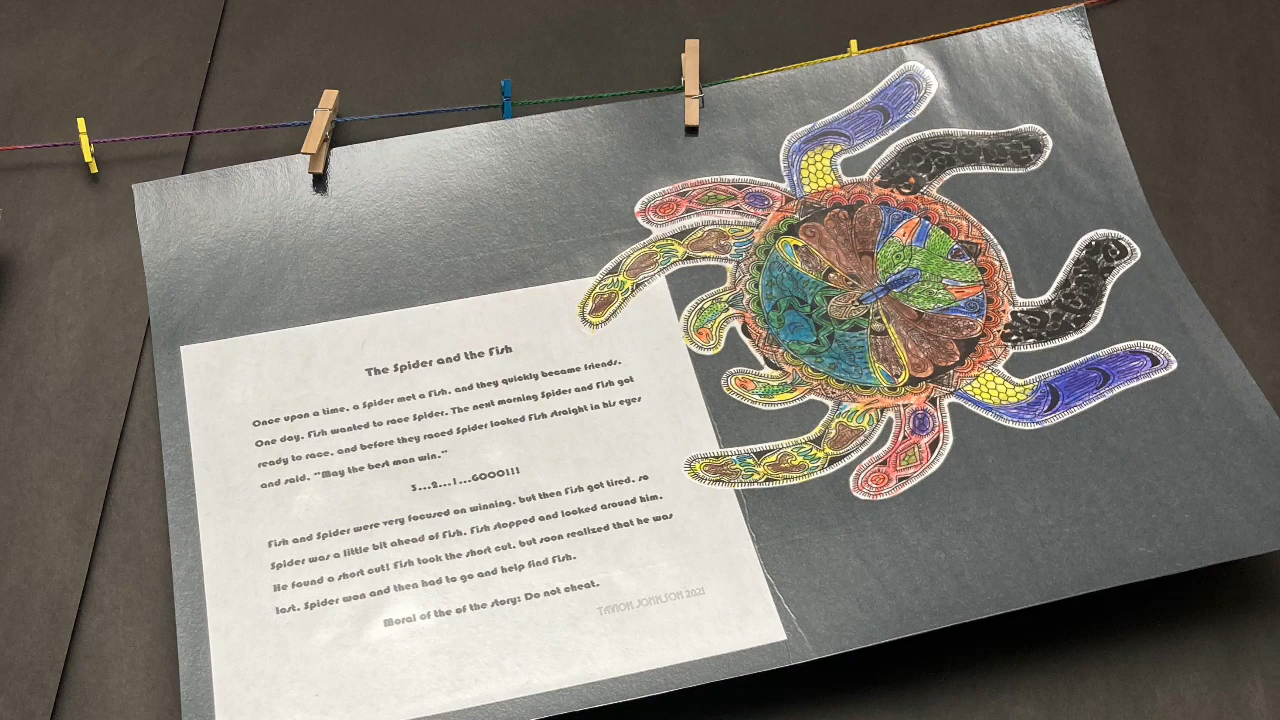 The Spider and the Fish
Once upon a time, a Spider met a Fish, and they quickly became friends.
One day, Fish wanted to race Spider. The next morning Spider and Fish got
ready to race, and before they raced Spider looked Fish straight in his eyes
and said, "May the best man win."
3...2...1...GOOO!!!
Fish and Spider were very focused on winning, but then Fish got tired, so
Spider was a little bit ahead of Fish. Fish stopped and looked around him.
He found a short cut! Fish took the short cut, but soon realized that he was
lost. Spider won and then had to go and help find Fish.
Moral of the of the story: Do not cheat.
TAVION JOHNSON 2021